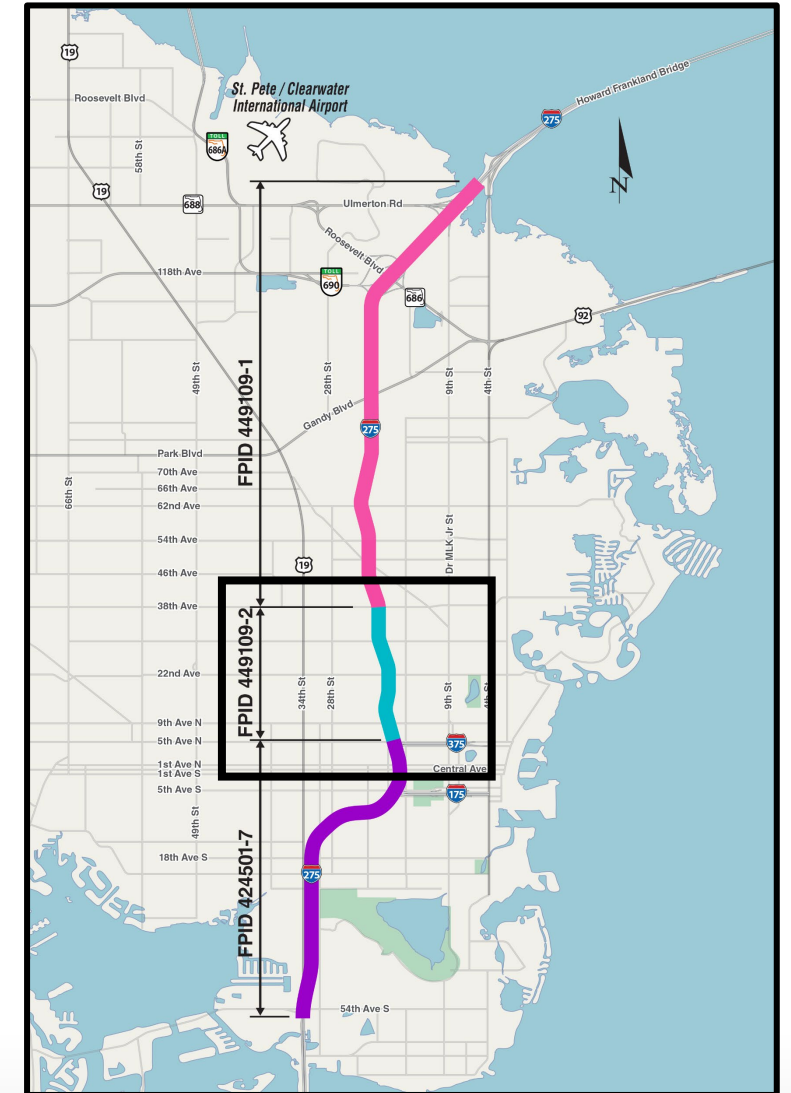 19
Roosevelt Blvd
58th St
TOLL
686A
St. Pete / Clearwater
International Airport
Howard Frankland Bridge
275
N
19
688
Ulmerton Rd
Roosevelt Blvd
118th Ave
TOLL
690
686
92
FPID 449109-1
49th St
28th St
9th St
4th St
Gandy Blvd
275
Park Blvd
70th Ave
66th Ave
66th St
62nd Ave
54th Ave
Dr MLK Jr St
19
46th Ave
38th Ave
FPID 449109-2
22nd Ave
34th St
28th St
9th St
4th St
9th Ave N
5th Ave N
375
1st Ave N
1st Ave S
Central Ave
5th Ave S
175
49th St
18th Ave S
FPID 424501-7
275
54th Ave S